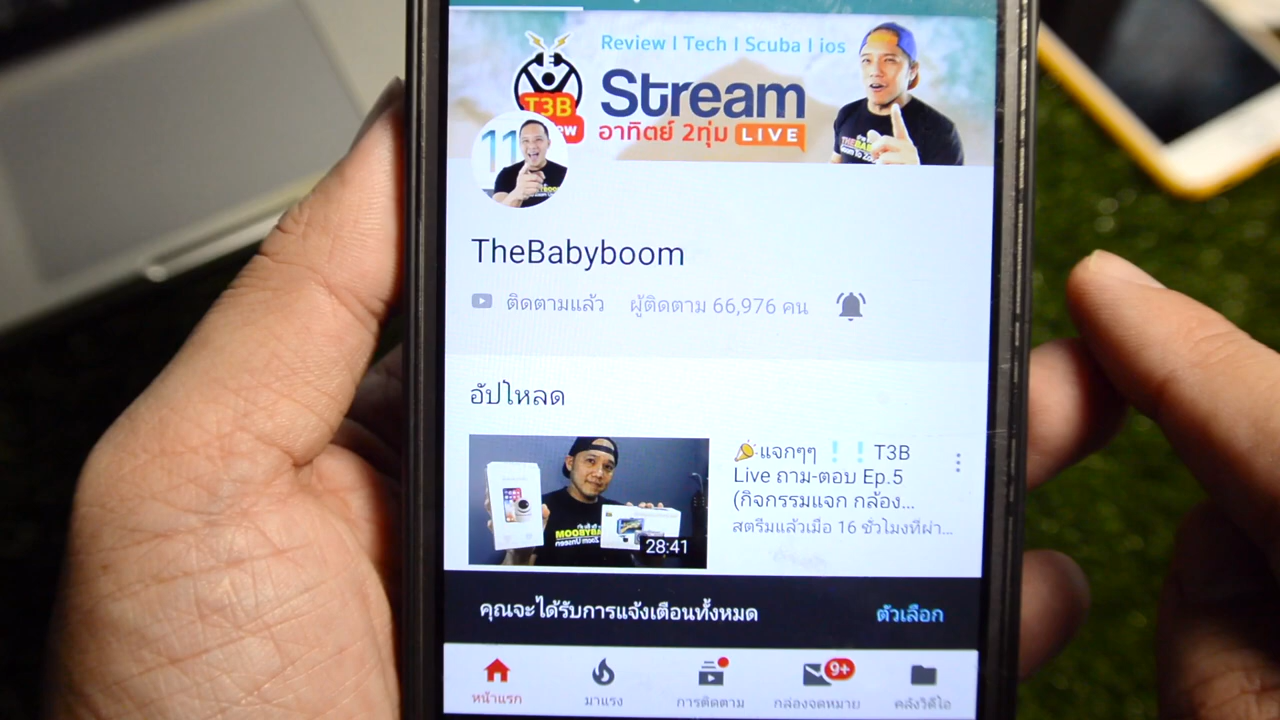 Review | Tech | Scuba | ios
Stream
อาทิตย์ 2ทุ่ม LIVE
T3B
11
TheBabyboom
ติดตามแล้ว ผู้ติดตาม 66,976 คน
อัปโหลด
แจกๆๆ ❕❕ T3B
Live ถาม-ตอบ Ep.5
(กิจกรรมแจก กล้อง...
สตรีมแล้วเมื่อ 16 ชั่วโมงที่ผ่า...
MOOBYBA
28:41
คุณจะได้รับการแจ้งเตือนทั้งหมด ตัวเลือก
9+
หน้าแรก มาแรง การติดตาม กล่องจดหมาย คลังวิดีโอ